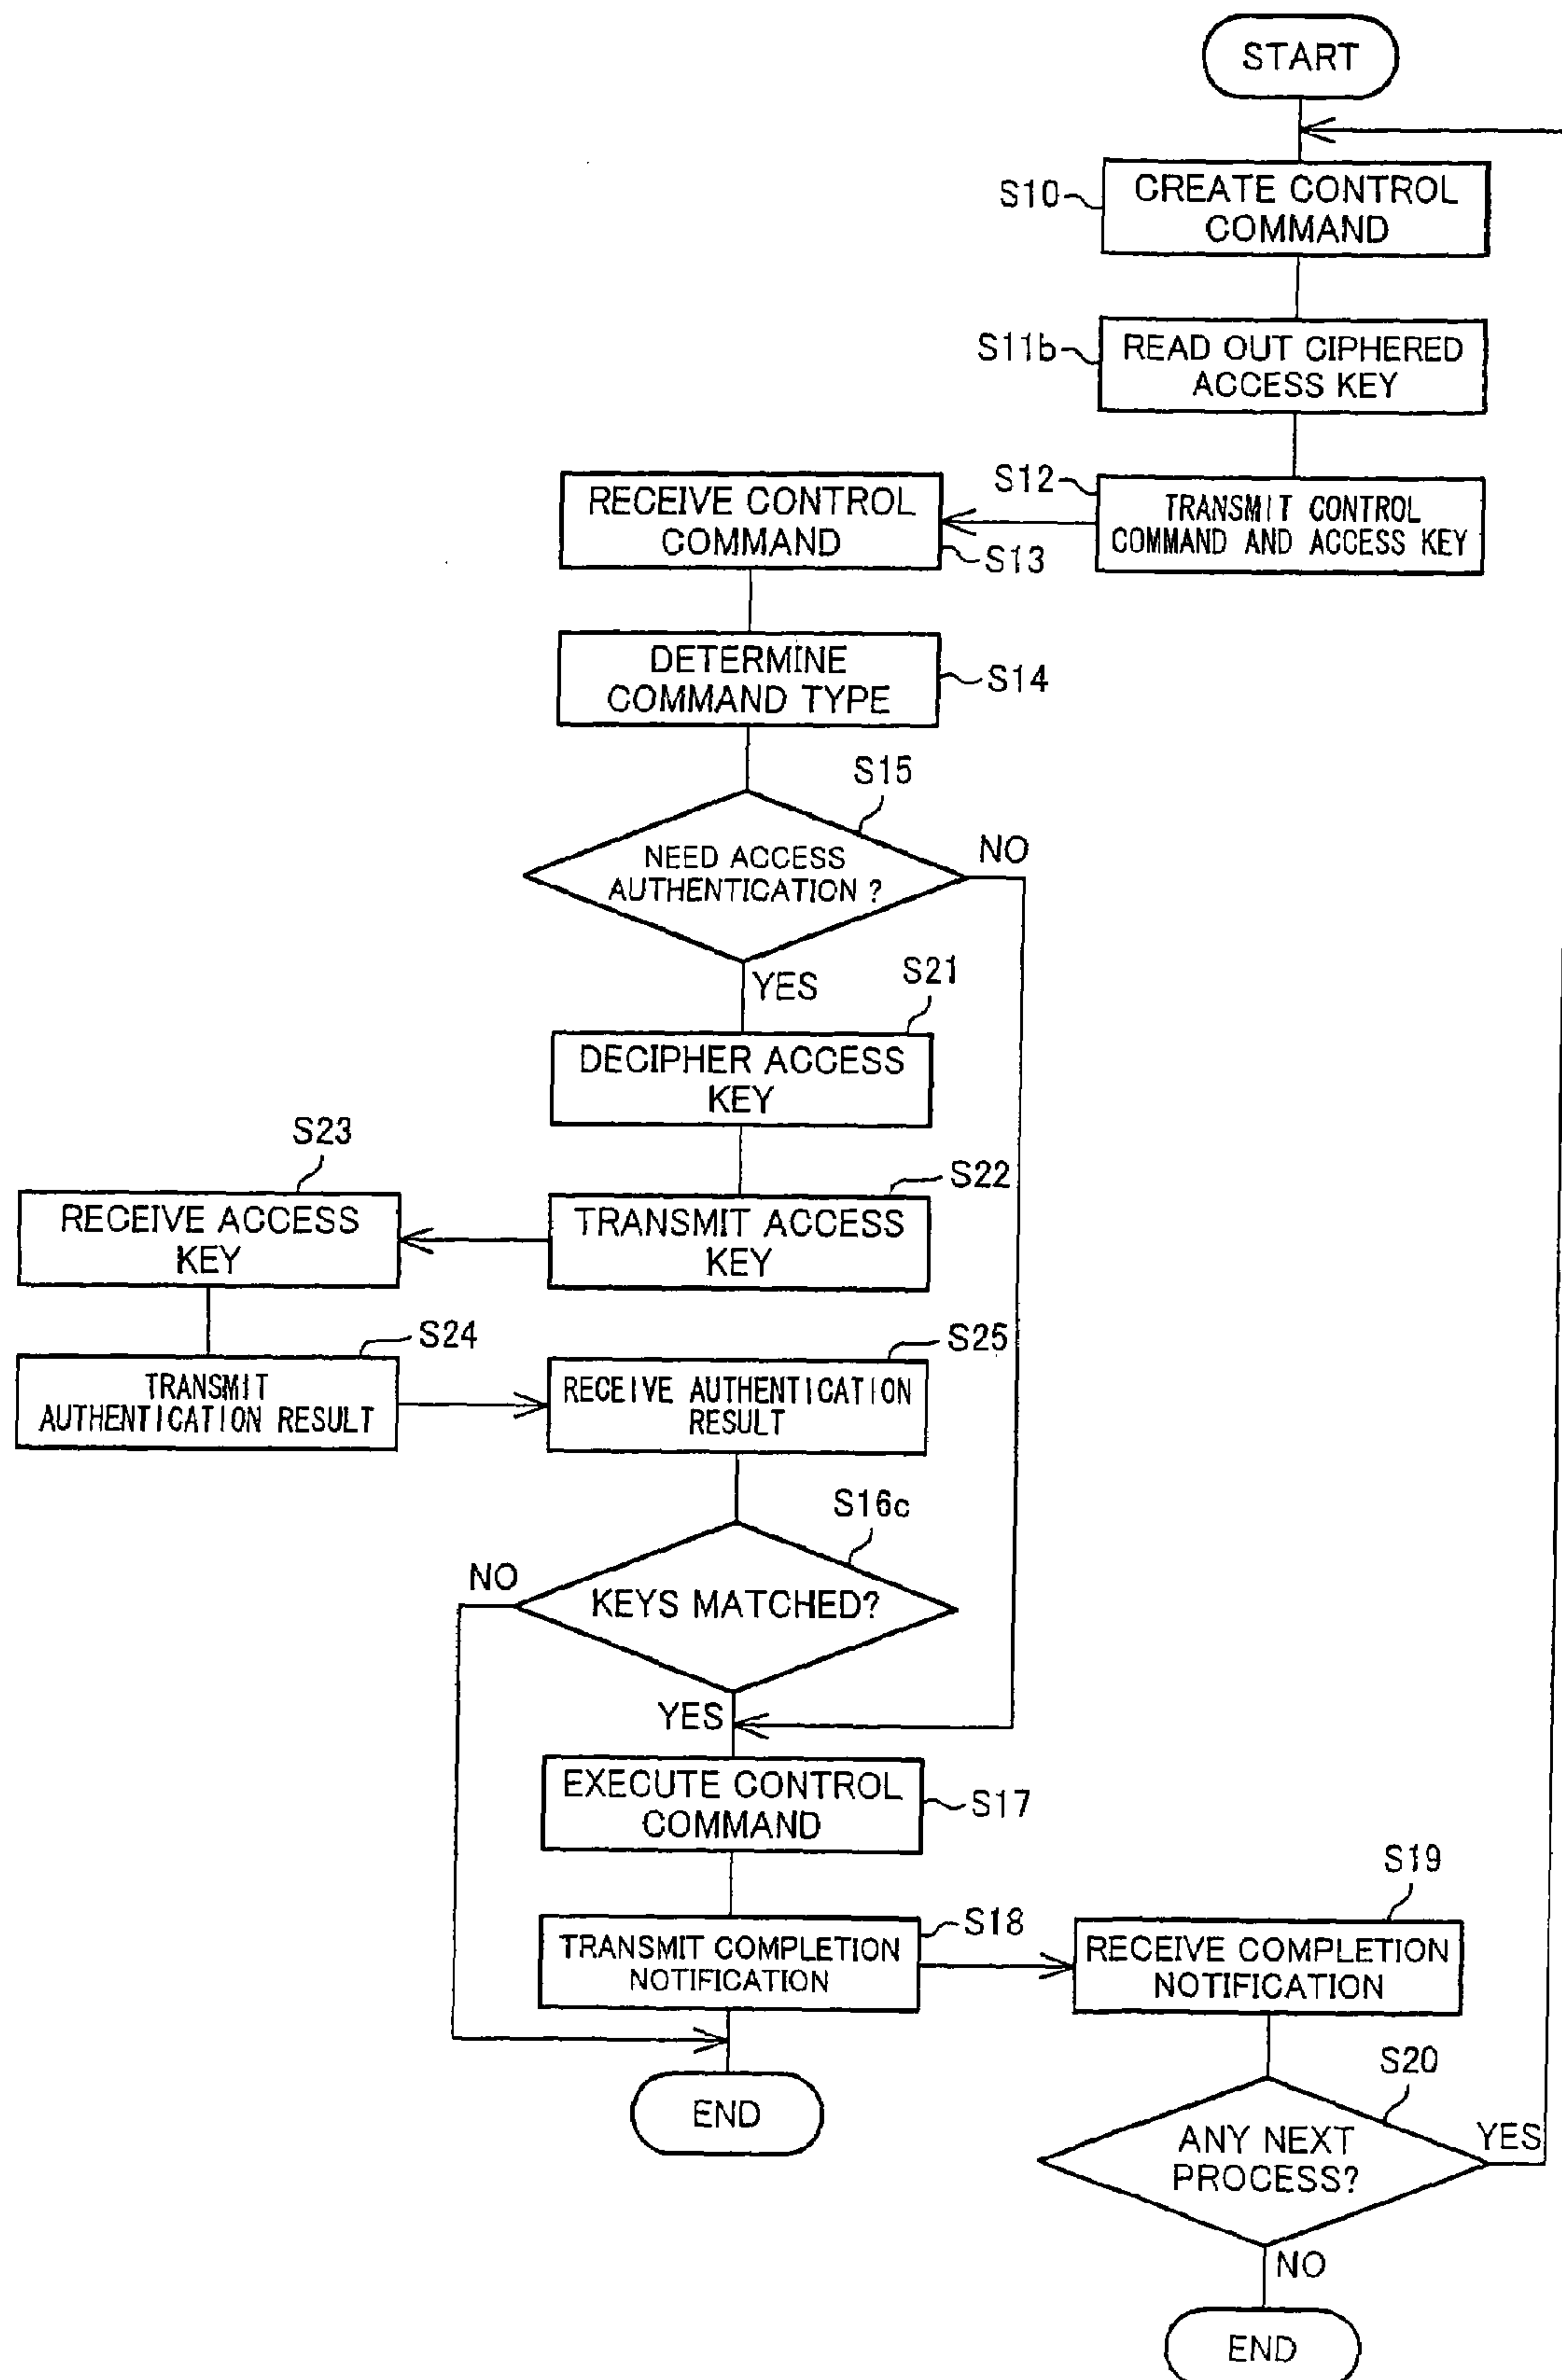 START
S10
CREATE CONTROL
COMMAND
S11b
READ OUT CIPHERED
ACCESS KEY
S12
TRANSMIT CONTROL
COMMAND AND ACCESS KEY
RECEIVE CONTROL
COMMAND
S13
DETERMINE
COMMAND TYPE
S14
S15
NEED ACCESS
AUTHENTICATION ?
NO
YES
S21
DECIPHER ACCESS
KEY
S22
TRANSMIT ACCESS
KEY
S23
RECEIVE ACCESS
KEY
S24
TRANSMIT
AUTHENTICATION RESULT
S25
RECEIVE AUTHENTICATION
RESULT
S16c
KEYS MATCHED?
NO
YES
EXECUTE CONTROL
COMMAND
S17
S18
TRANSMIT COMPLETION
NOTIFICATION
END
S19
RECEIVE COMPLETION
NOTIFICATION
S20
ANY NEXT
PROCESS?
YES
NO
END